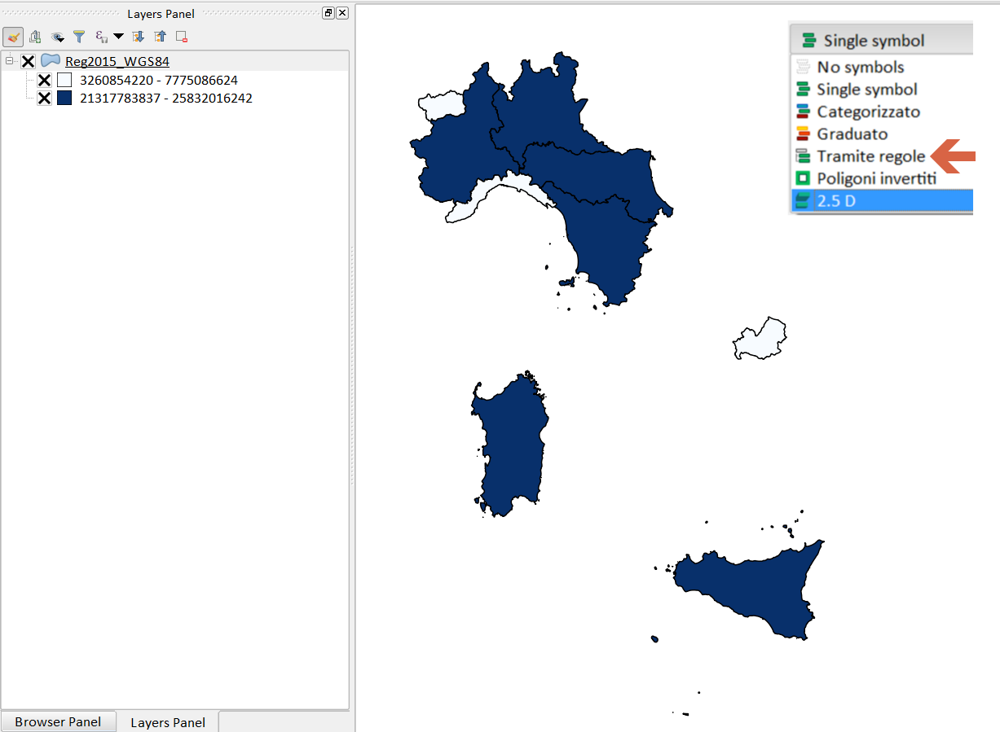 Layers Panel
Reg2015_WGS84
3260854220 - 7775086624
21317783837 - 25832016242
Browser Panel
Layers Panel
Single symbol
No symbols
Single symbol
Categorizzato
Graduato
Tramite regole
Poligoni invertiti
2.5 D